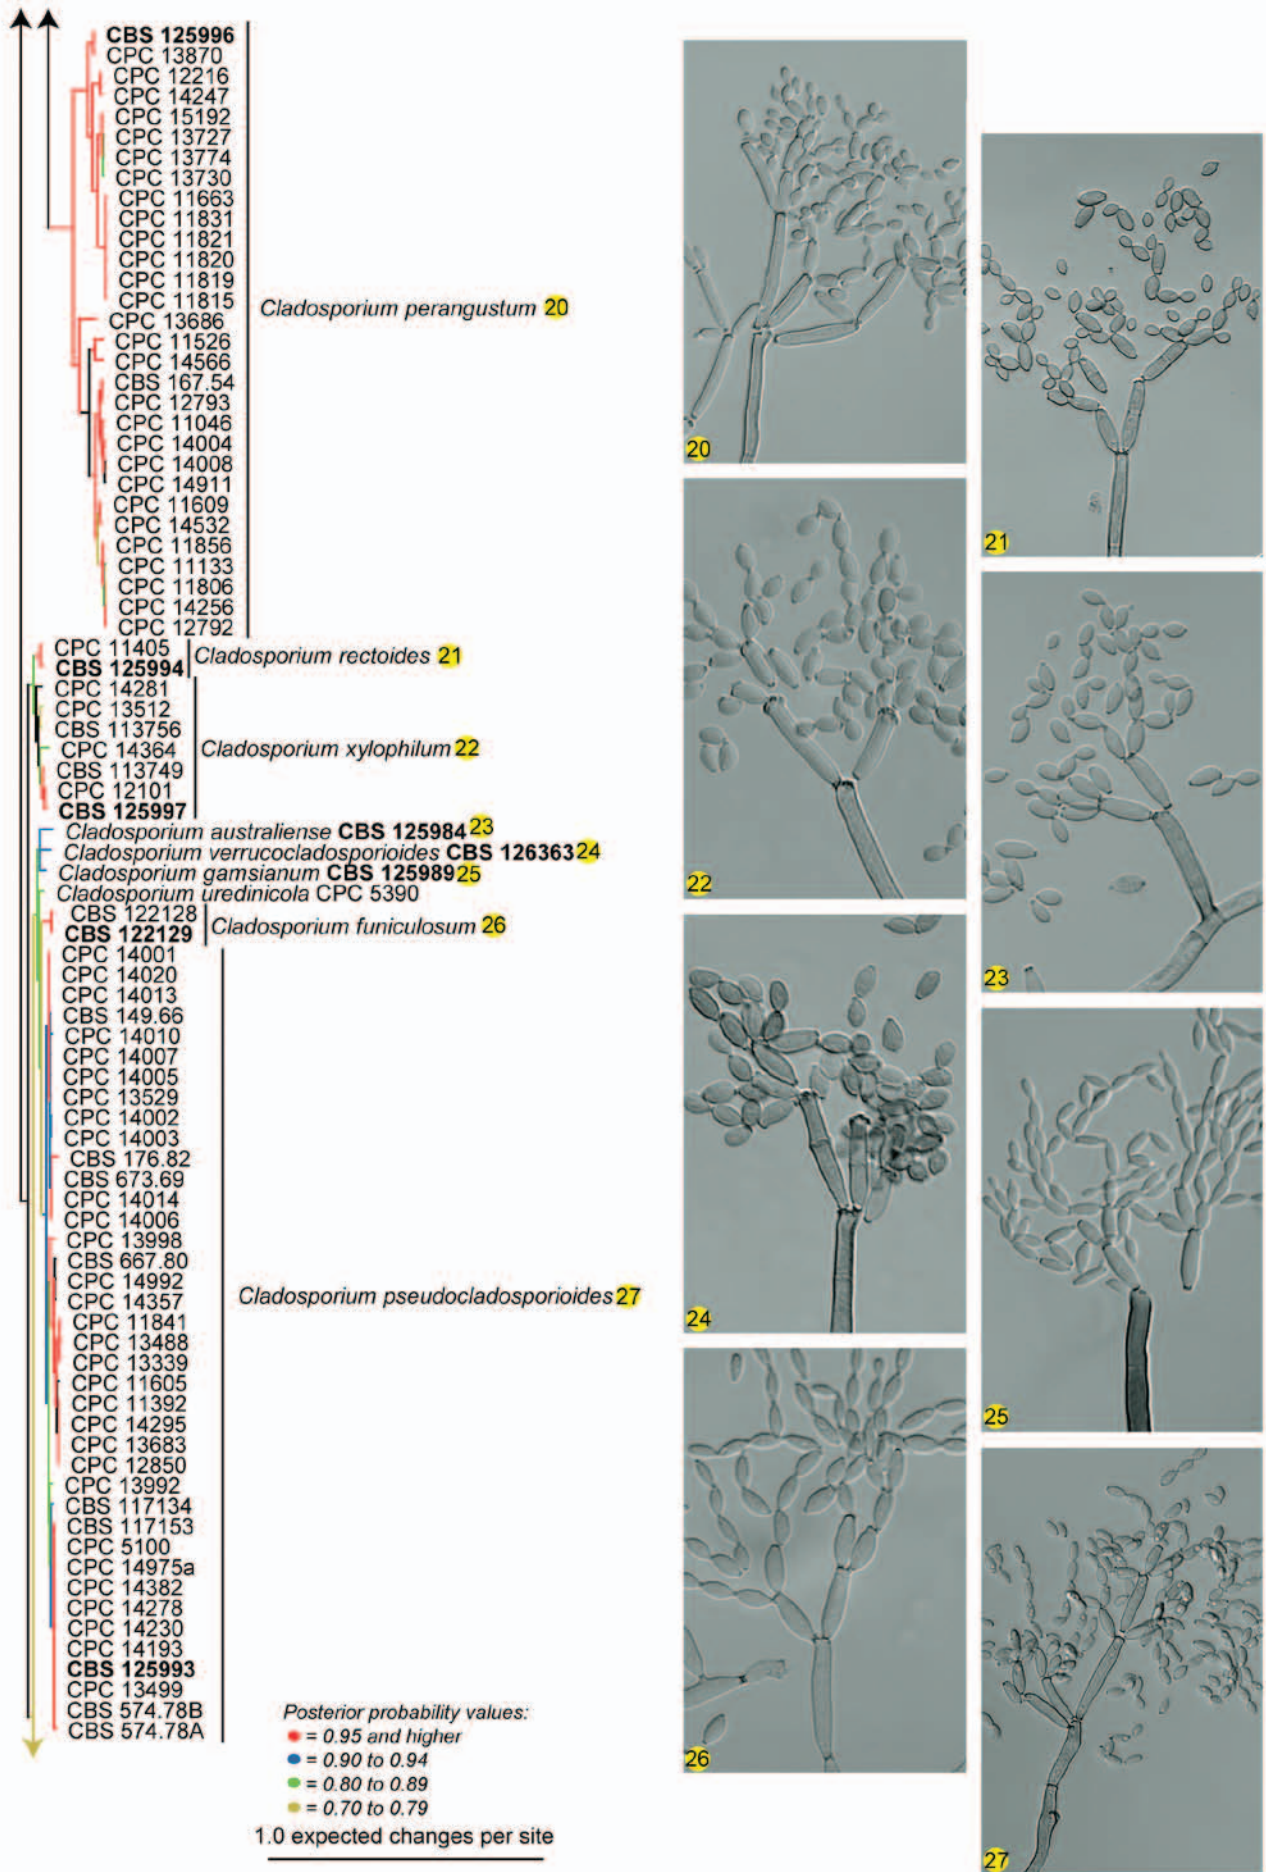 CBS 125996
CPC 13870
CPC 12216
CPC 14247
CPC 15192
CPC 13727
CPC 13774
CPC 13730
CPC 11663
CPC 11831
CPC 11821
CPC 11820
CPC 11819
CPC 11815
Cladosporium perangustum 20
CPC 13686
CPC 11526
CPC 14566
CBS 167.54
CPC 12793
CPC 11046
CPC 14004
CPC 14008
CPC 14911
CPC 11609
CPC 14532
CPC 11856
CPC 11133
CPC 11806
CPC 14256
CPC 12792
CPC 11405
Cladosporium rectoides 21
CBS 125994
CPC 14281
CPC 13512
CBS 113756
CPC 14364
Cladosporium xylophilum 22
CBS 113749
CPC 12101
CBS 125997
Cladosporium australiense CBS 125984 23
Cladosporium verrucocladosporioides CBS 126363 24
Cladosporium gamsianum CBS 125989 25
Cladosporium uredinicola CPC 5390
CBS 122128
Cladosporium funiculosum 26
CBS 122129
CPC 14001
CPC 14020
CPC 14013
CBS 149.66
CPC 14010
CPC 14007
CPC 14005
CPC 13529
CPC 14002
CPC 14003
CBS 176.82
CBS 673.69
CPC 14014
CPC 14006
CPC 13998
CBS 667.80
CPC 14992
Cladosporium pseudocladosporioides 27
CPC 14357
CPC 11841
CPC 13488
CPC 13339
CPC 11605
CPC 11392
CPC 14295
CPC 13683
CPC 12850
CPC 13992
CBS 117134
CBS 117153
CPC 5100
CPC 14975a
CPC 14382
CPC 14278
CPC 14230
CPC 14193
CBS 125993
CPC 13499
CBS 574.78B
CBS 574.78A
Posterior probability values:
= 0.95 and higher
= 0.90 to 0.94
= 0.80 to 0.89
= 0.70 to 0.79
1.0 expected changes per site
20
21
22
23
24
25
26
27